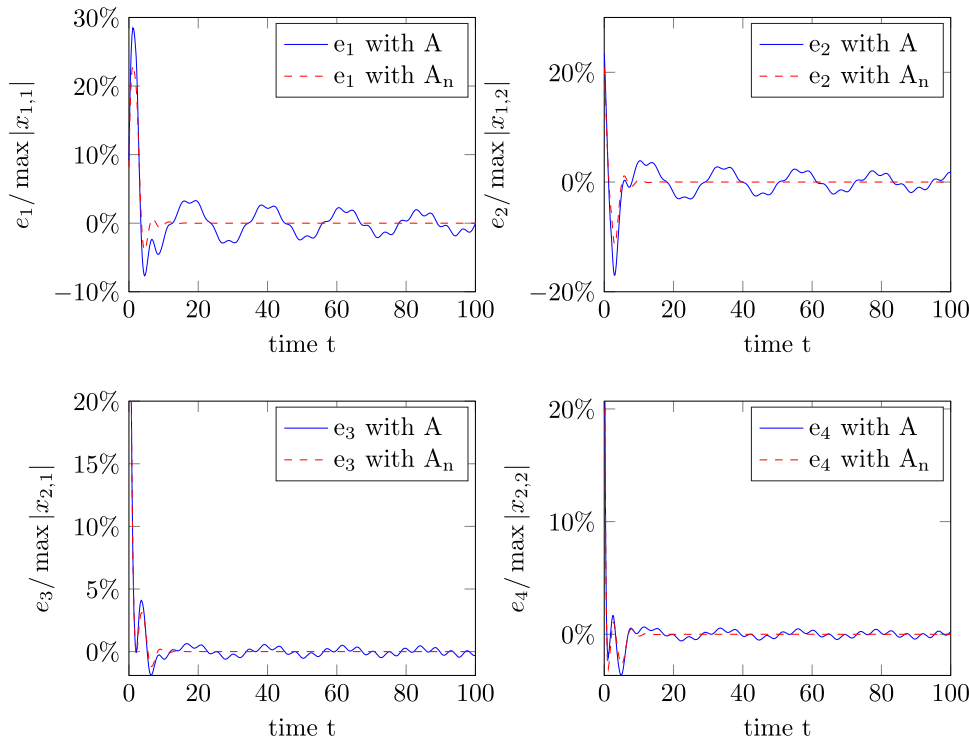 30%
20%
10%
0%
−10%
0 20 40 60 80 100
time t
e₁/ max |x₁,₁|
e₁ with A
e₁ with Aₙ
20%
0%
−20%
0 20 40 60 80 100
time t
e₂/ max |x₁,₂|
e₂ with A
e₂ with Aₙ
20%
15%
10%
5%
0%
0 20 40 60 80 100
time t
e₃/ max |x₂,₁|
e₃ with A
e₃ with Aₙ
20%
10%
0%
0 20 40 60 80 100
time t
e₄/ max |x₂,₂|
e₄ with A
e₄ with Aₙ